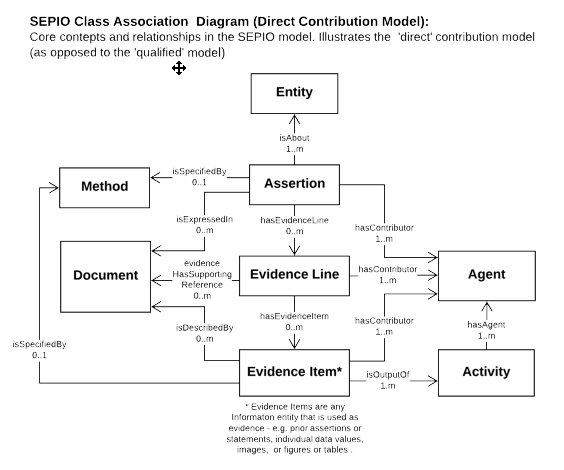 SEPIO Class Association  Diagram (Direct Contribution Model):
Core contepts and relationships in the SEPIO model. Illustrates the  'direct' contribution model
(as opposed to the 'qualified' model)
Entity
isAbout
1..m
isSpecifiedBy
0..1
Method
Assertion
isExpressedIn
0..m
hasEvidenceLine
0..m
hasContributor
1..m
Document
evidence
HasSupporting
Reference
0..m
Evidence Line
hasContributor
1..m
Agent
isDescribedBy
0..m
hasEvidenceItem
0..m
hasContributor
1..m
hasAgent
1..m
isSpecifiedBy
0..1
Evidence Item*
isOutputOf
1.m
Activity
* Evidence Items are any
Informaton entity that is used as
evidence - e.g. prior assertions or
statements, individual data values,
images,  or figures or tables .